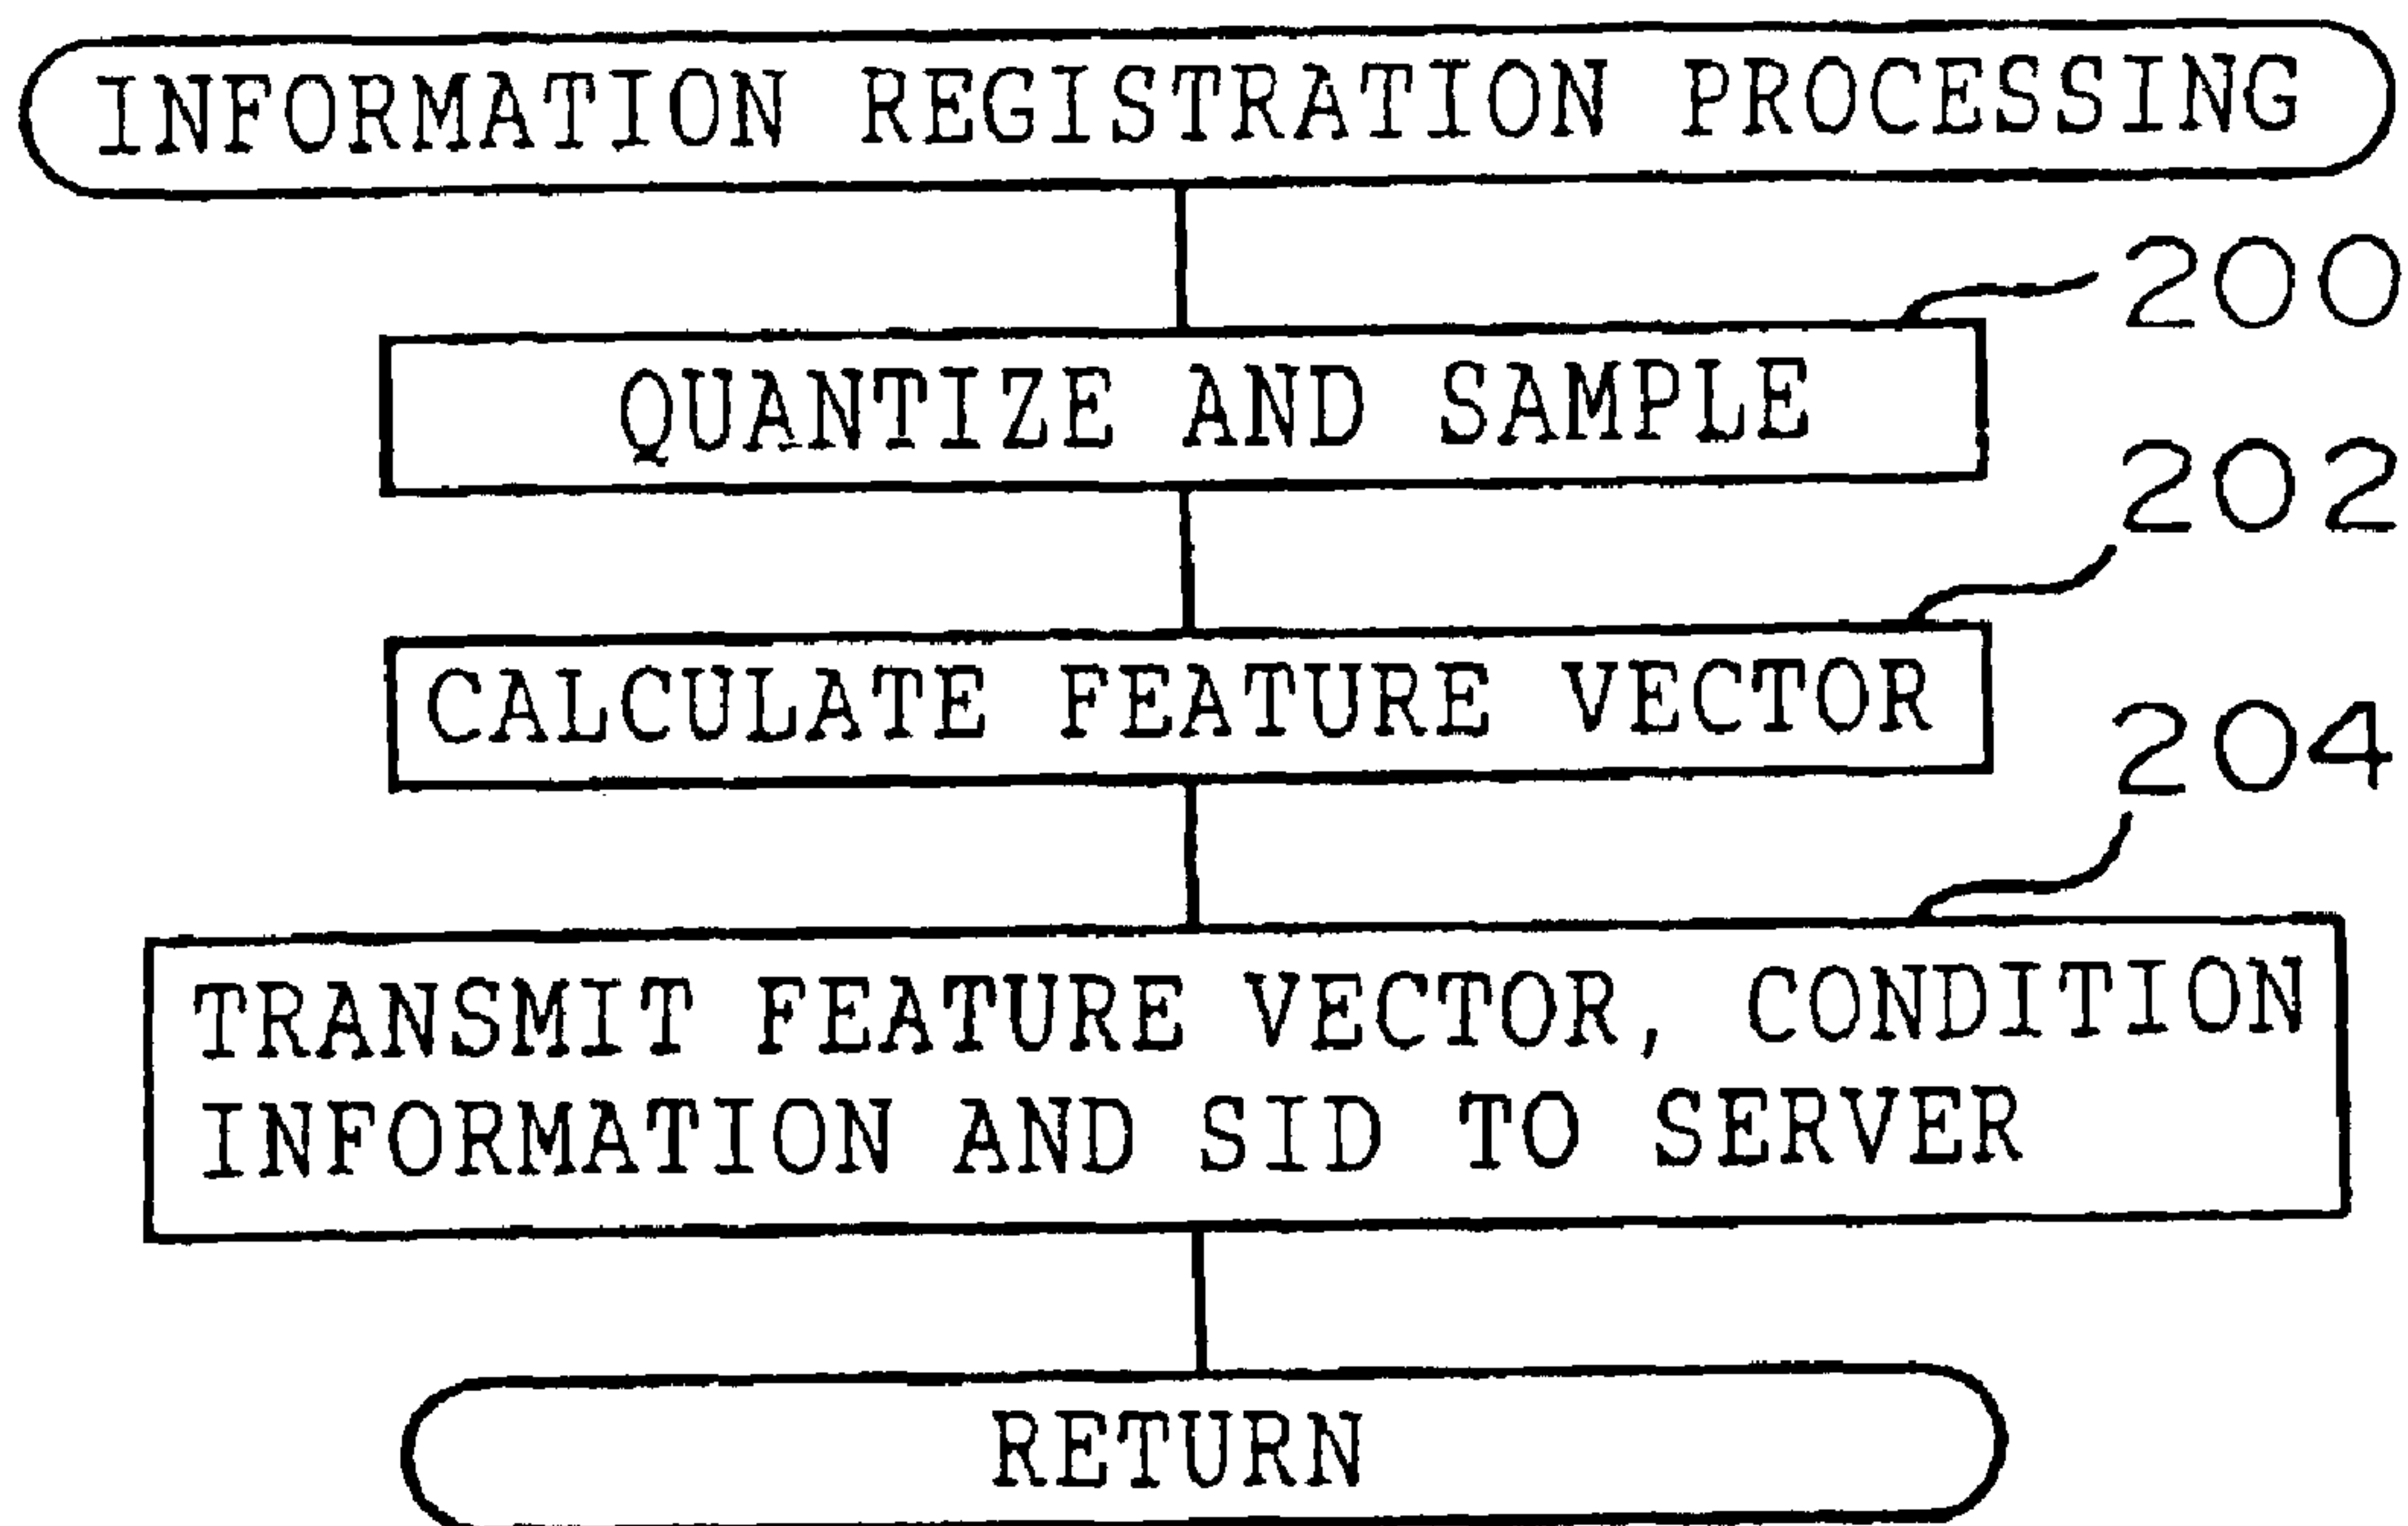 INFORMATION REGISTRATION PROCESSING
200
QUANTIZE AND SAMPLE
202
CALCULATE FEATURE VECTOR
204
TRANSMIT FEATURE VECTOR, CONDITION
INFORMATION AND SID TO SERVER
RETURN